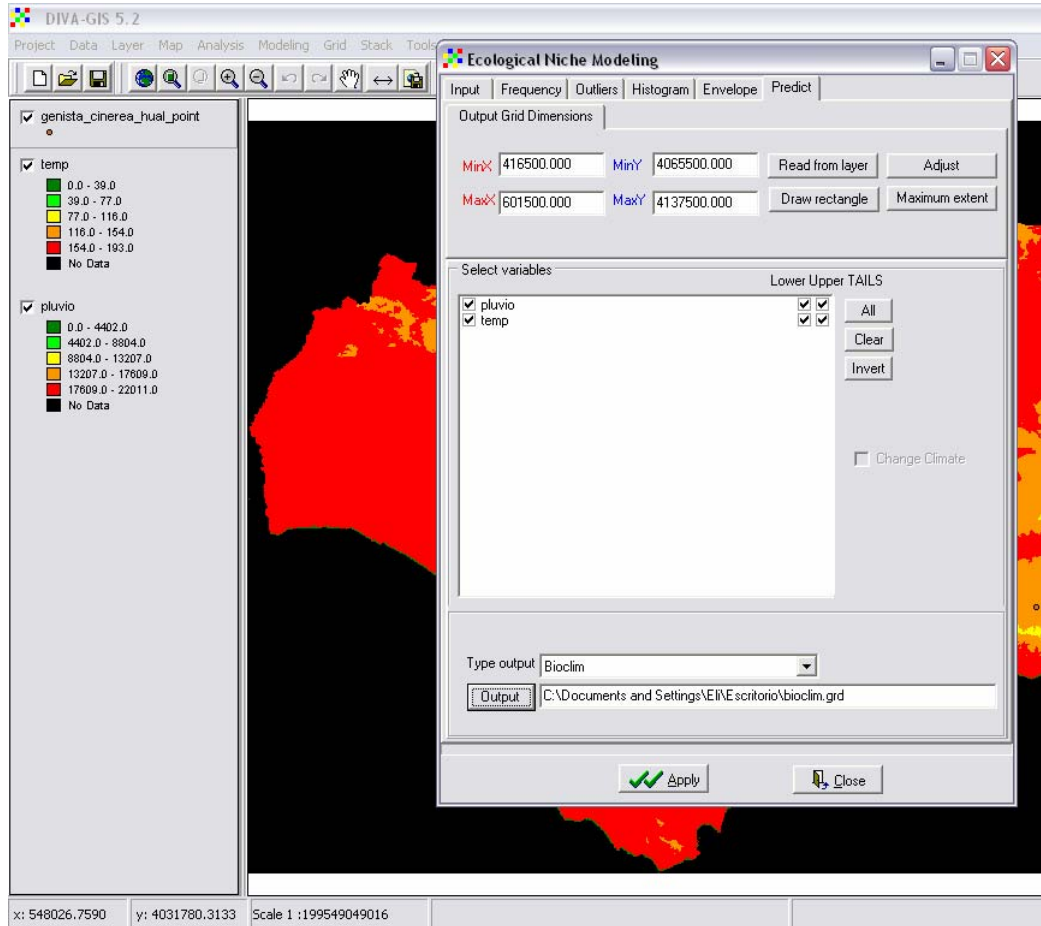 DIVA-GIS 5.2
Project Data Layer Map Analysis Modeling Grid Stack Tools
genista_cinerea_hual_point
temp
0.0 - 39.0
39.0 - 77.0
77.0 - 116.0
116.0 - 154.0
154.0 - 193.0
No Data
pluvio
0.0 - 4402.0
4402.0 - 8804.0
8804.0 - 13207.0
13207.0 - 17609.0
17609.0 - 22011.0
No Data
Ecological Niche Modeling
Input Frequency Outliers Histogram Envelope Predict
Output Grid Dimensions
MinX 416500.000 MinY 4065500.000 Read from layer Adjust
MaxX 601500.000 MaxY 4137500.000 Draw rectangle Maximum extent
Select variables
Lower Upper TAILS
pluvio
temp
All
Clear
Invert
Change Climate
Type output Bioclim
Output C:\Documents and Settings\Eli\Escritorio\bioclim.grd
Apply Close
x: 548026.7590 y: 4031780.3133 Scale 1 :199549049016